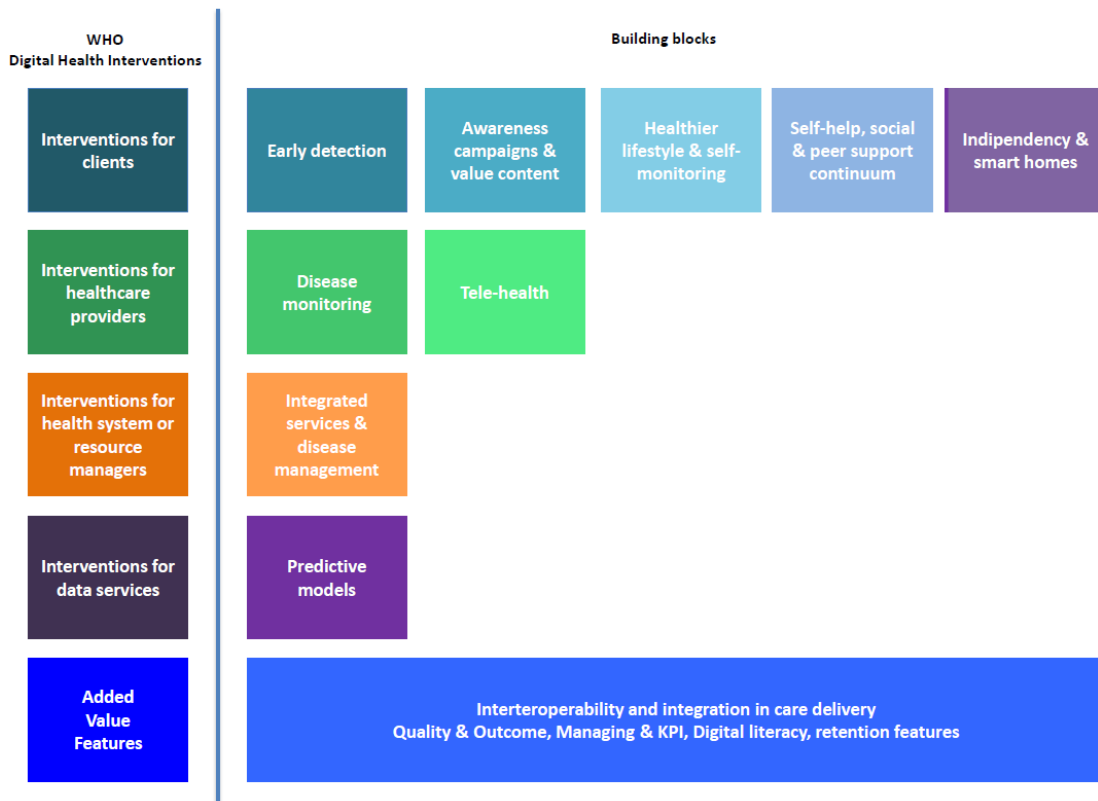 WHO
Digital Health Interventions
Building blocks
Interventions for
clients
Early detection
Awareness
campaigns &
value content
Healthier
lifestyle & self-
monitoring
Self-help, social
& peer support
continuum
Indipendency &
smart homes
Interventions for
healthcare
providers
Disease
monitoring
Tele-health
Interventions for
health system or
resource
managers
Integrated
services &
disease
management
Interventions for
data services
Predictive
models
Added
Value
Features
Interteroperability and integration in care delivery
Quality & Outcome, Managing & KPI, Digital literacy, retention features